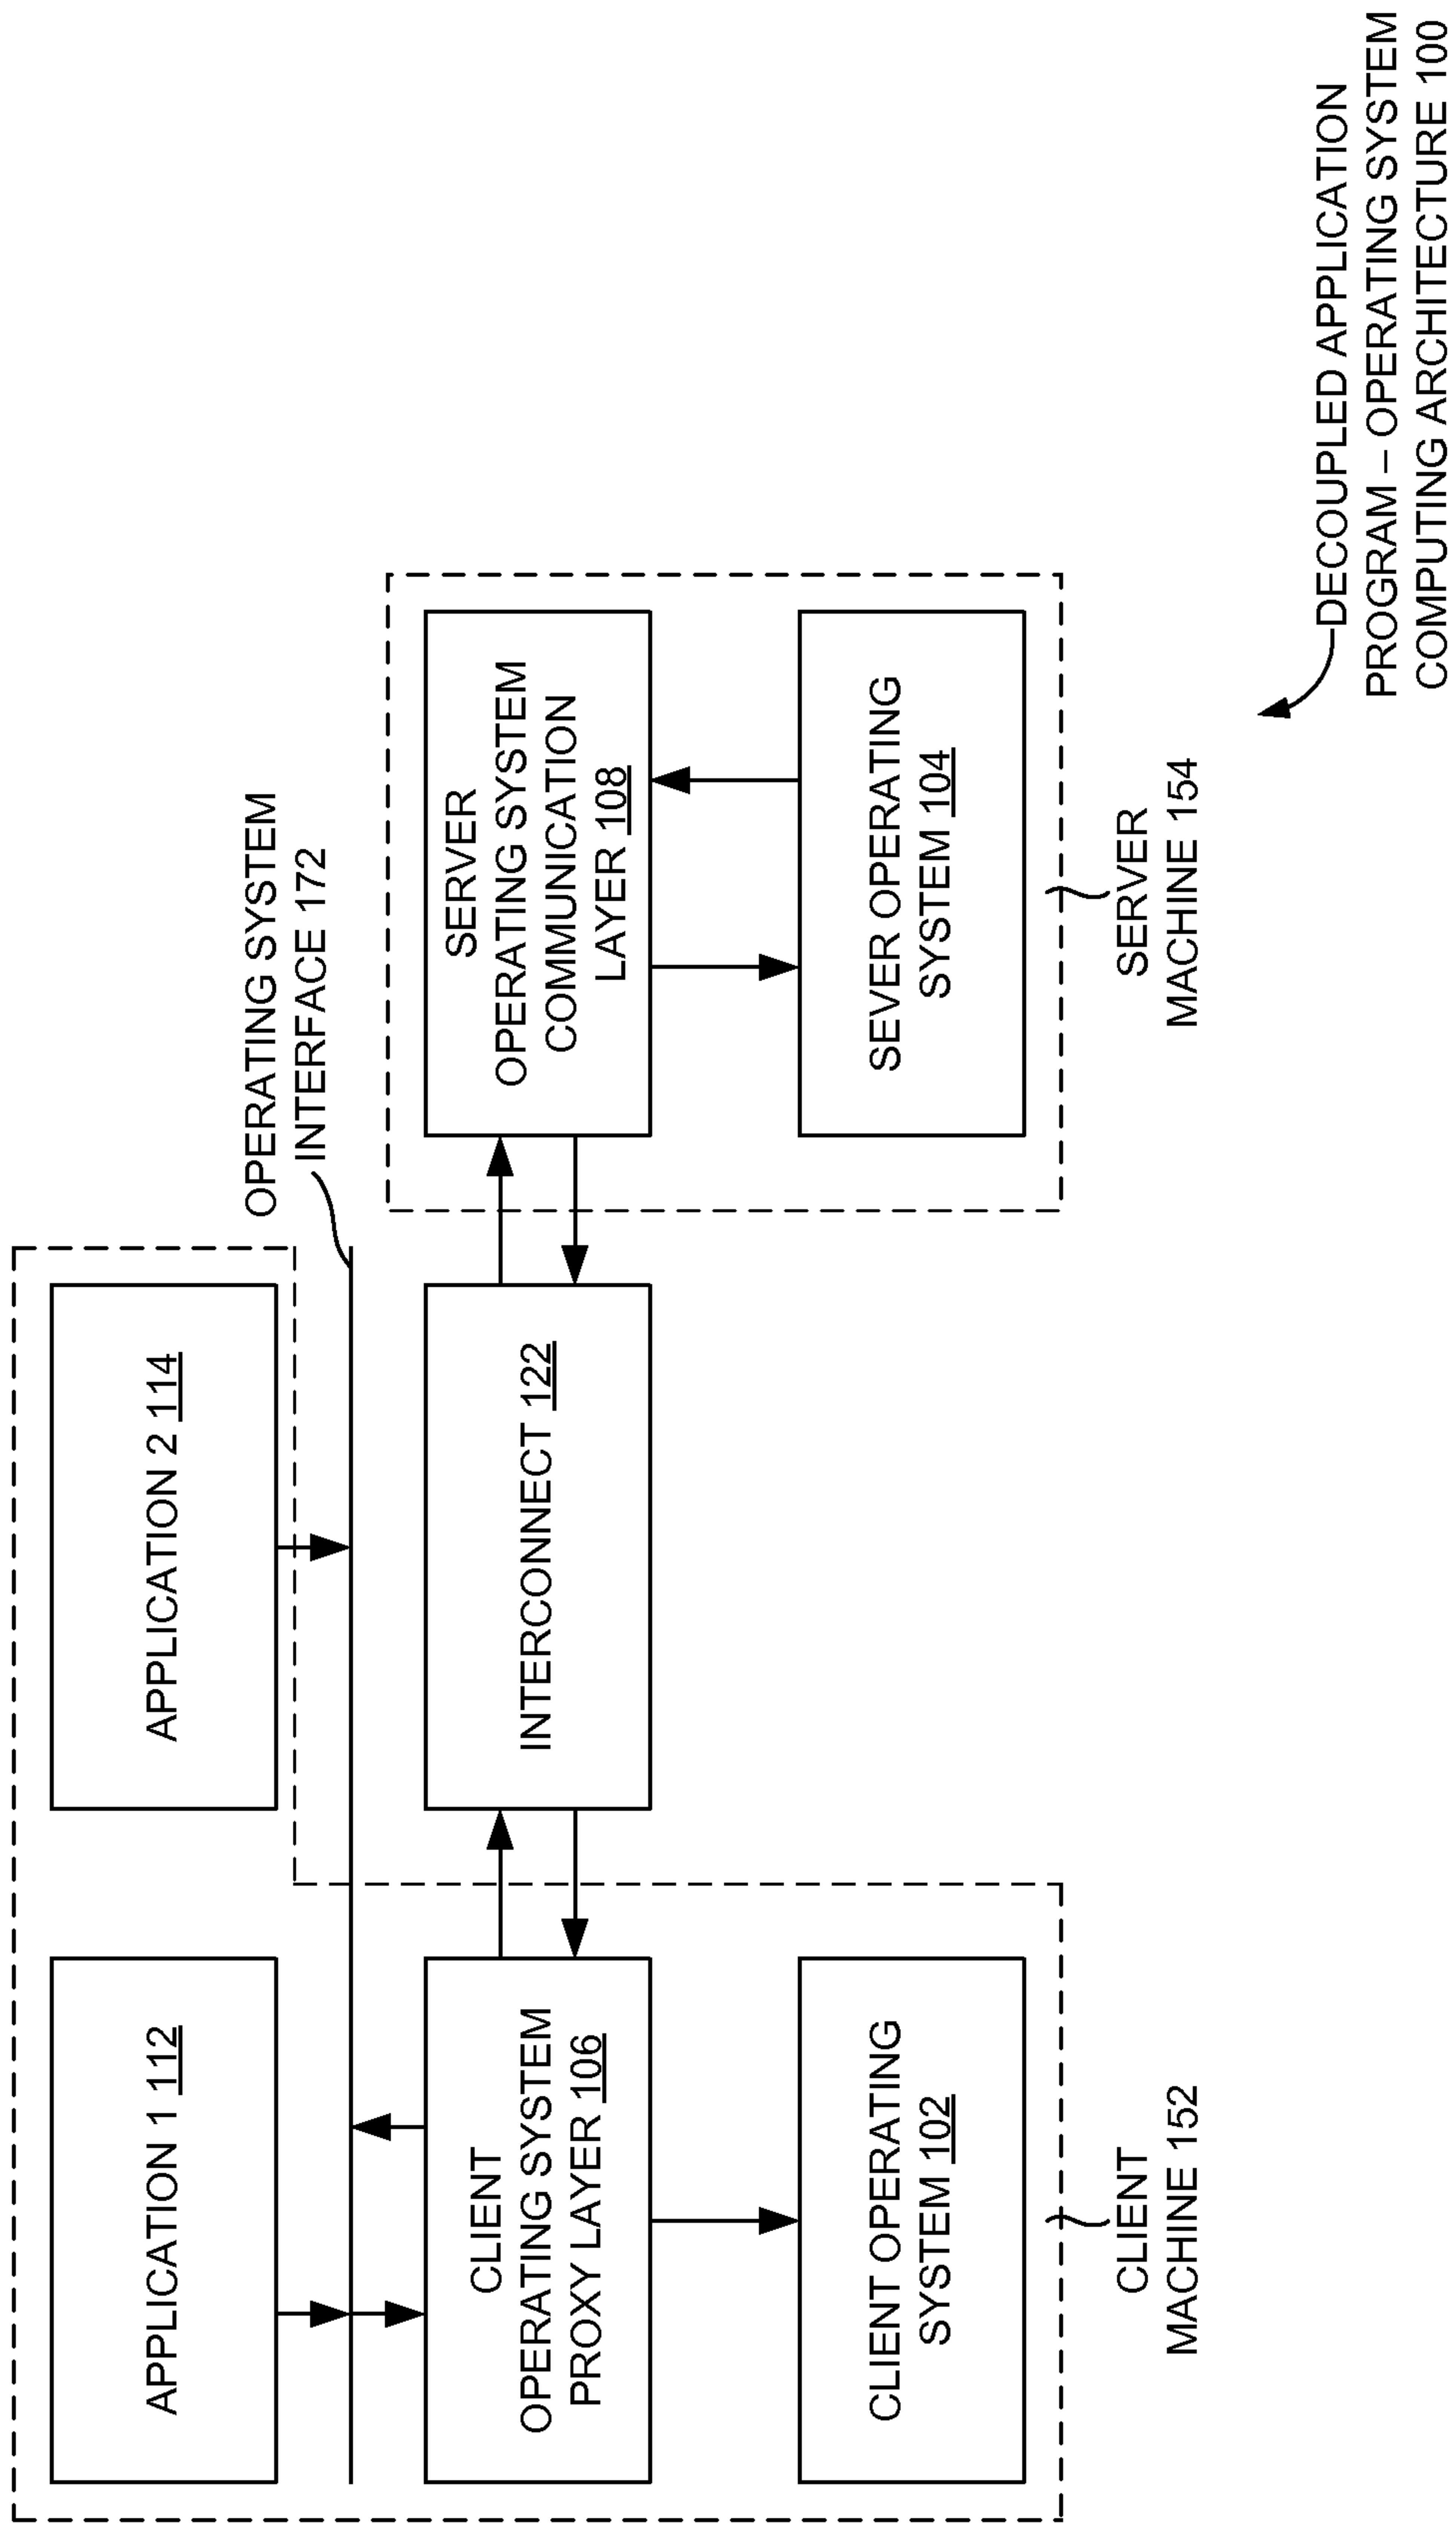 APPLICATION 1 112
APPLICATION 2 114
OPERATING SYSTEM
INTERFACE 172
CLIENT
OPERATING SYSTEM
PROXY LAYER 106
INTERCONNECT 122
SERVER
OPERATING SYSTEM
COMMUNICATION
LAYER 108
CLIENT OPERATING
SYSTEM 102
SEVER OPERATING
SYSTEM 104
CLIENT
MACHINE 152
SERVER
MACHINE 154
DECOUPLED APPLICATION
PROGRAM – OPERATING SYSTEM
COMPUTING ARCHITECTURE 100